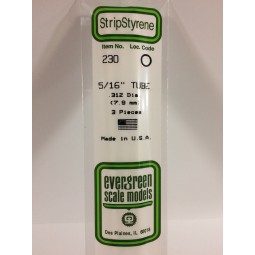 StripStyrene
Item No. Loc. Code
230 O
5/16" TUBE
.312 Dia
(7.9 mm)
3 Pieces
Made in U.S.A.
evergreen
scale models
Des Plaines, IL 60018